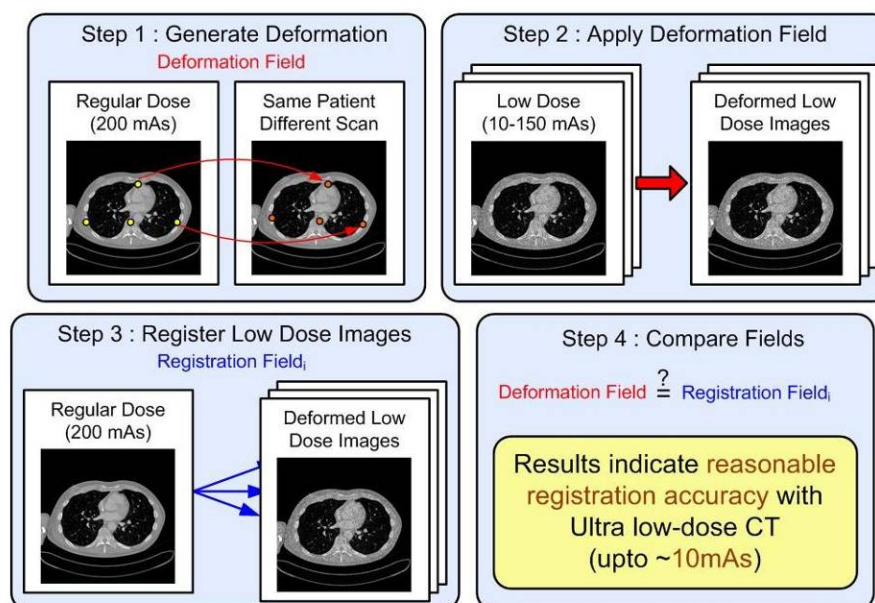 Step 1 : Generate Deformation
Deformation Field
Regular Dose
(200 mAs)
Same Patient
Different Scan
Step 2 : Apply Deformation Field
Low Dose
(10-150 mAs)
Deformed Low
Dose Images
Step 3 : Register Low Dose Images
Registration Fieldᵢ
Regular Dose
(200 mAs)
Deformed Low
Dose Images
Step 4 : Compare Fields
?
Deformation Field = Registration Fieldᵢ
Results indicate reasonable
registration accuracy with
Ultra low-dose CT
(upto ~10mAs)